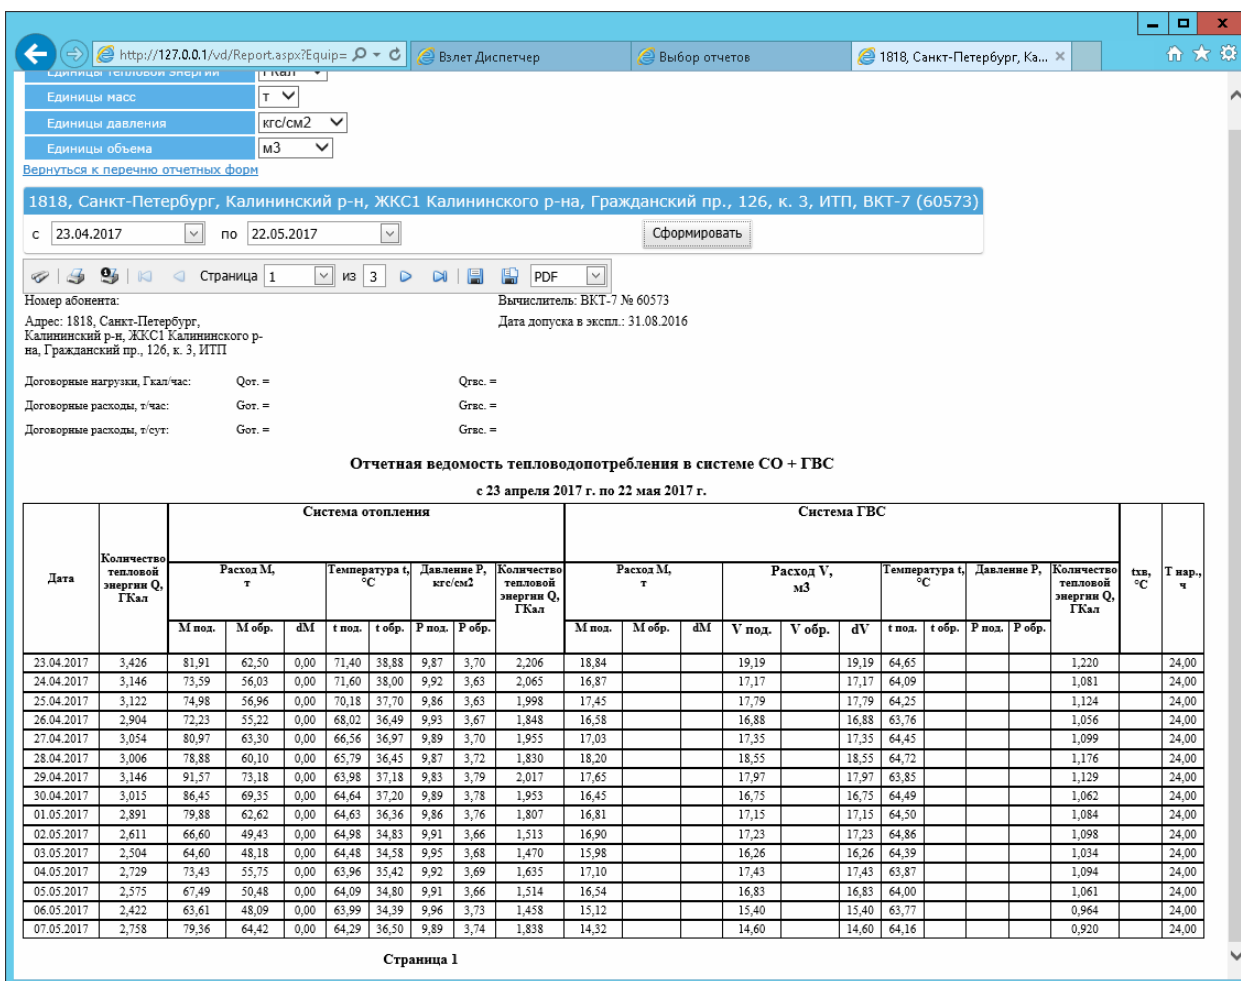 http://127.0.0.1/vd/Report.aspx?Equip=
Взлет Диспетчер
Выбор отчетов
1818, Санкт-Петербург, Ка...
Единицы тепловой энергии ГКал
Единицы масс т
Единицы давления кгс/см2
Единицы объема м3
Вернуться к перечню отчетных форм
1818, Санкт-Петербург, Калининский р-н, ЖКС1 Калининского р-на, Гражданский пр., 126, к. 3, ИТП, ВКТ-7 (60573)
с 23.04.2017 по 22.05.2017 Сформировать
Страница 1 из 3 PDF
Номер абонента: Вычислитель: ВКТ-7 № 60573
Адрес: 1818, Санкт-Петербург, Дата допуска в экспл.: 31.08.2016
Калининский р-н, ЖКС1 Калининского р-
на, Гражданский пр., 126, к. 3, ИТП
Договорные нагрузки, Гкал/час: Qот. = Qгвс. =
Договорные расходы, т/час: Gот. = Gгвс. =
Договорные расходы, т/сут: Gот. = Gгвс. =
Отчетная ведомость тепловодопотребления в системе СО + ГВС
с 23 апреля 2017 г. по 22 мая 2017 г.
Система отопления Система ГВС
Дата
Количество тепловой энергии Q, ГКал
Расход М, т
Температура t, °C
Давление P, кгс/см2
Количество тепловой энергии Q, ГКал
Расход М, т
Расход V, м3
Температура t, °C
Давление P,
Количество тепловой энергии Q, ГКал
tхв, °C
Т нар., ч
М под. М обр. dM t под. t обр. P под. P обр. М под. М обр. dM V под. V обр. dV t под. t обр. P под. P обр.
23.04.2017 3,426 81,91 62,50 0,00 71,40 38,88 9,87 3,70 2,206 18,84 19,19 19,19 64,65 1,220 24,00
24.04.2017 3,146 73,59 56,03 0,00 71,60 38,00 9,92 3,63 2,065 16,87 17,17 17,17 64,09 1,081 24,00
25.04.2017 3,122 74,98 56,96 0,00 70,18 37,70 9,86 3,63 1,998 17,45 17,79 17,79 64,25 1,124 24,00
26.04.2017 2,904 72,23 55,22 0,00 68,02 36,49 9,93 3,67 1,848 16,58 16,88 16,88 63,76 1,056 24,00
27.04.2017 3,054 80,97 63,30 0,00 66,56 36,97 9,89 3,70 1,955 17,03 17,35 17,35 64,45 1,099 24,00
28.04.2017 3,006 78,88 60,10 0,00 65,79 36,45 9,87 3,72 1,830 18,20 18,55 18,55 64,72 1,176 24,00
29.04.2017 3,146 91,57 73,18 0,00 63,98 37,18 9,83 3,79 2,017 17,65 17,97 17,97 63,85 1,129 24,00
30.04.2017 3,015 86,45 69,35 0,00 64,64 37,20 9,89 3,78 1,953 16,45 16,75 16,75 64,49 1,062 24,00
01.05.2017 2,891 79,88 62,62 0,00 64,63 36,36 9,86 3,76 1,807 16,81 17,15 17,15 64,50 1,084 24,00
02.05.2017 2,611 66,60 49,43 0,00 64,98 34,83 9,91 3,66 1,513 16,90 17,23 17,23 64,86 1,098 24,00
03.05.2017 2,504 64,60 48,18 0,00 64,48 34,58 9,95 3,68 1,470 15,98 16,26 16,26 64,39 1,034 24,00
04.05.2017 2,729 73,43 55,75 0,00 63,96 35,42 9,92 3,69 1,635 17,10 17,43 17,43 63,87 1,094 24,00
05.05.2017 2,575 67,49 50,48 0,00 64,09 34,80 9,91 3,66 1,514 16,54 16,83 16,83 64,00 1,061 24,00
06.05.2017 2,422 63,61 48,09 0,00 63,99 34,39 9,96 3,73 1,458 15,12 15,40 15,40 63,77 0,964 24,00
07.05.2017 2,758 79,36 64,42 0,00 64,29 36,50 9,89 3,74 1,838 14,32 14,60 14,60 64,16 0,920 24,00
Страница 1